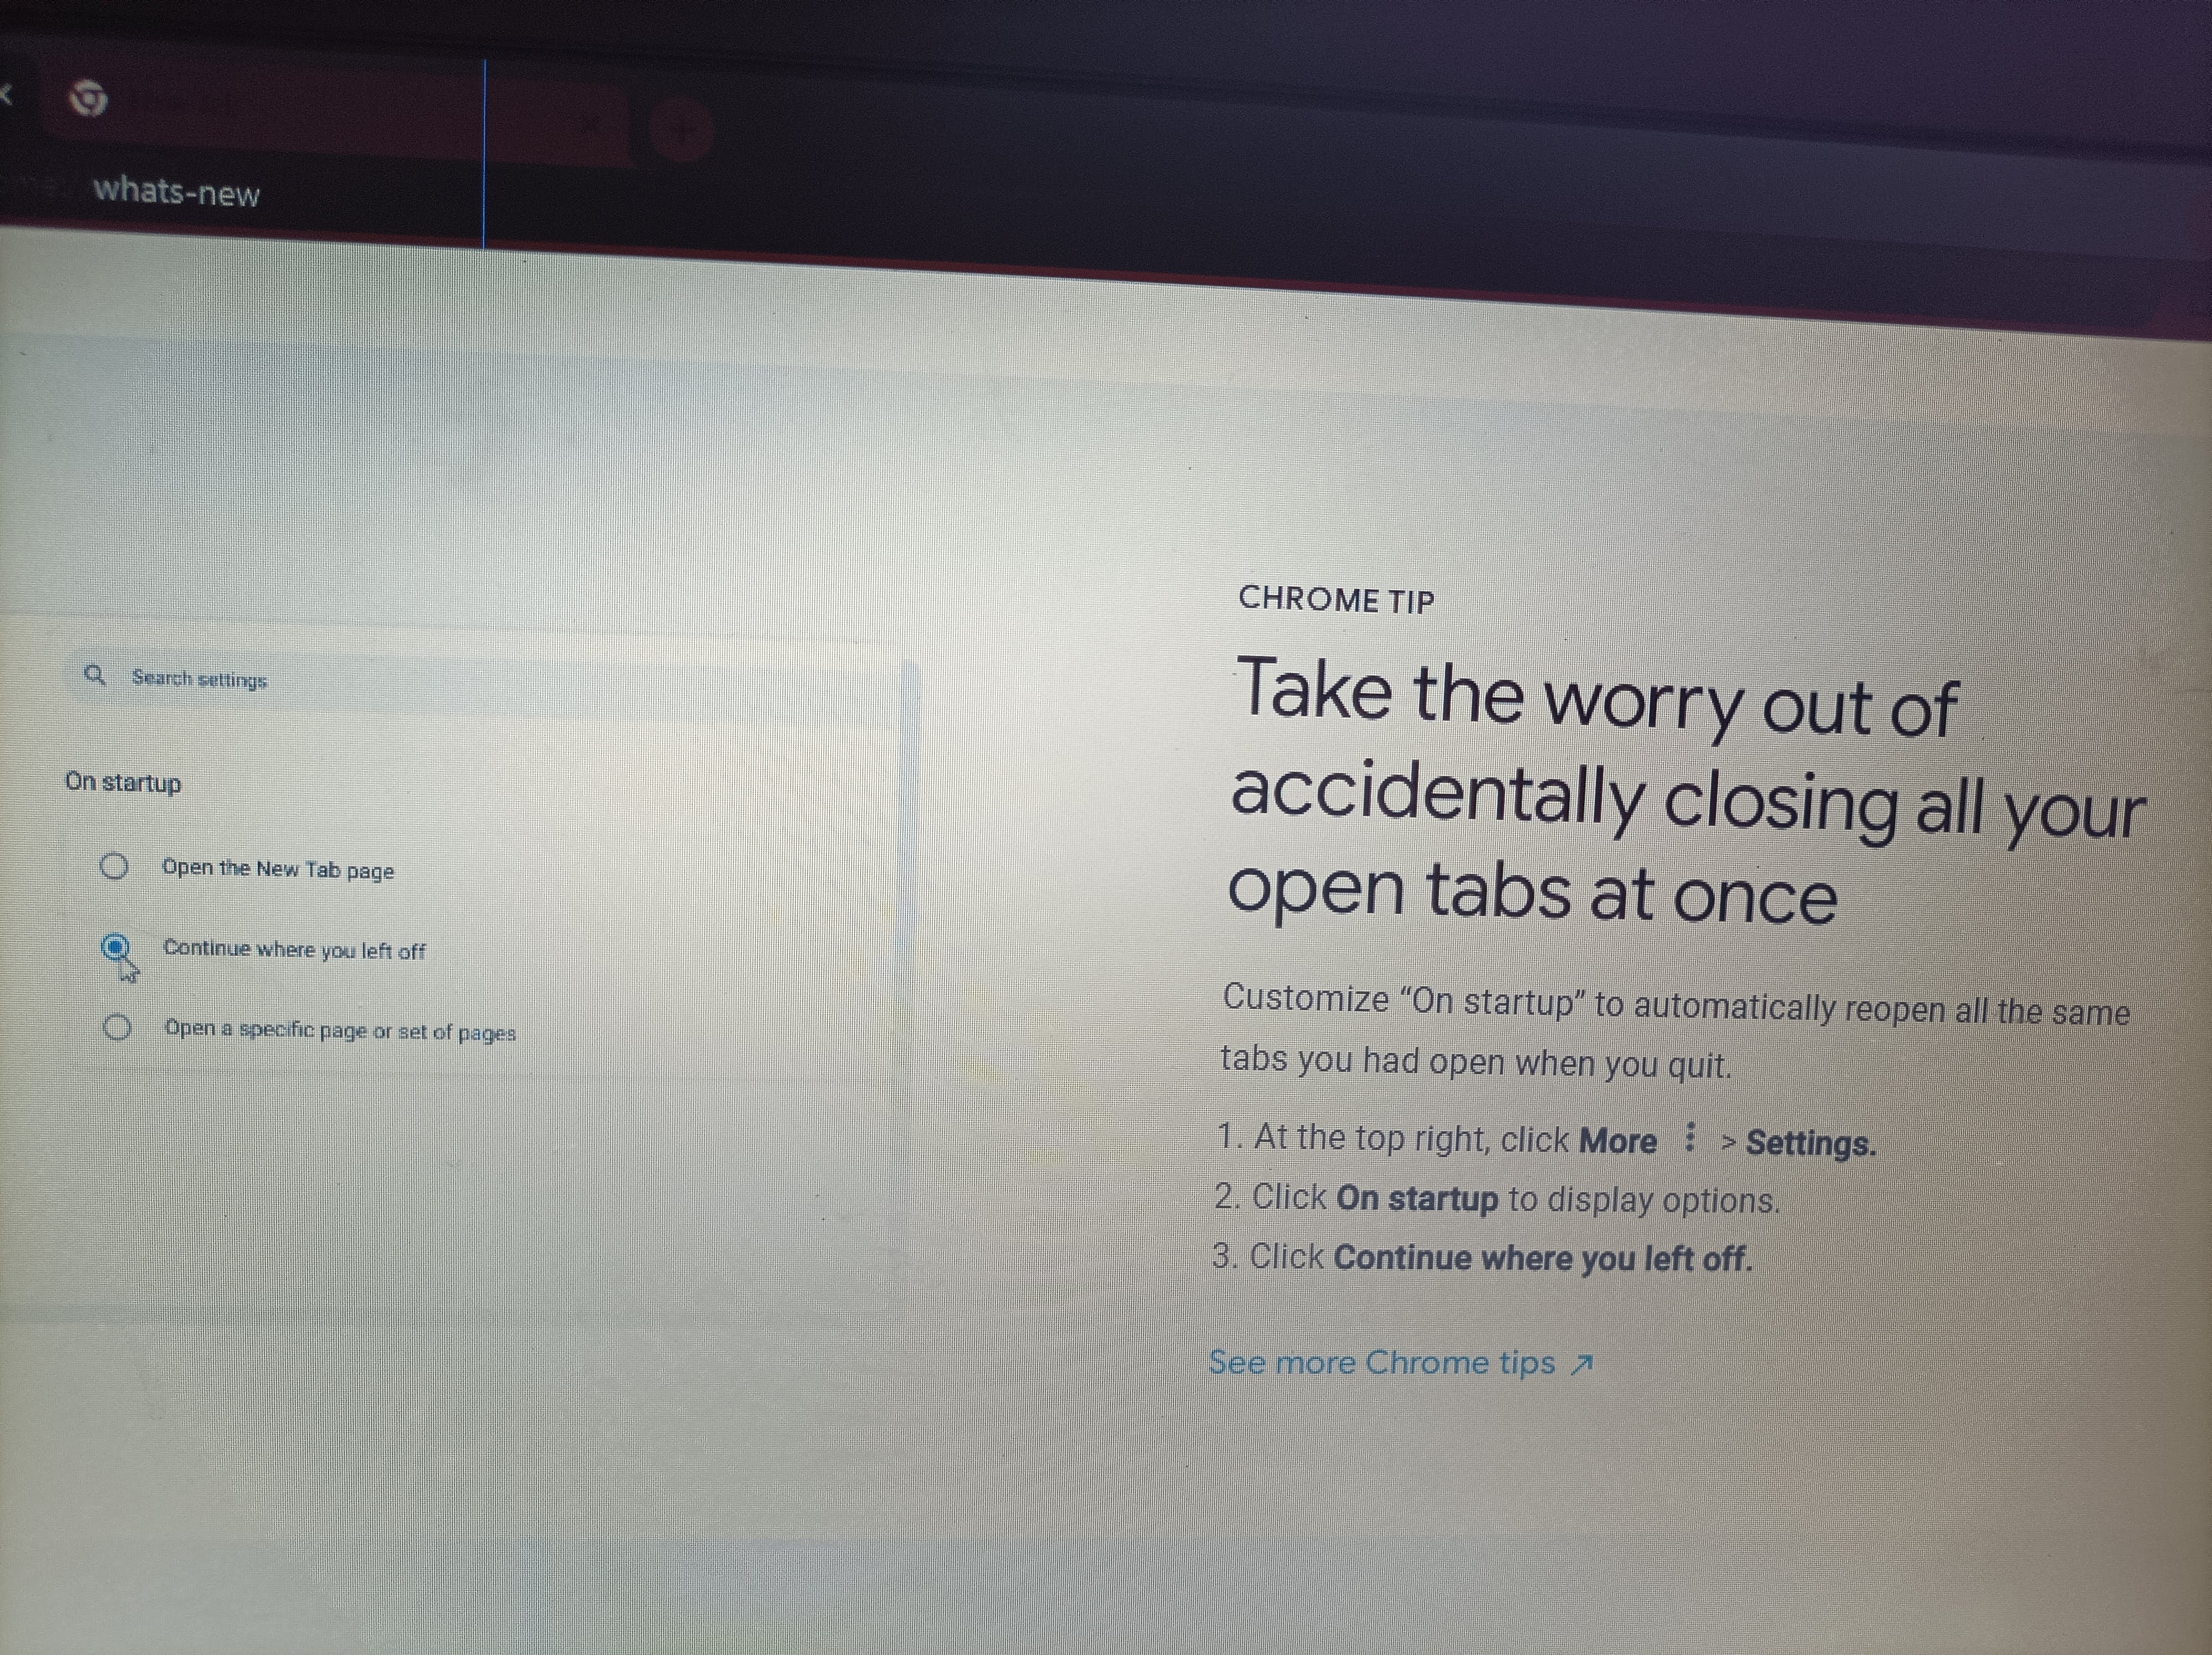 whats-new
Search settings
On startup
Open the New Tab page
Continue where you left off
Open a specific page or set of pages
CHROME TIP
Take the worry out of
accidentally closing all your
open tabs at once
Customize “On startup” to automatically reopen all the same
tabs you had open when you quit.
1. At the top right, click More ⋮ > Settings.
2. Click On startup to display options.
3. Click Continue where you left off.
See more Chrome tips ↗